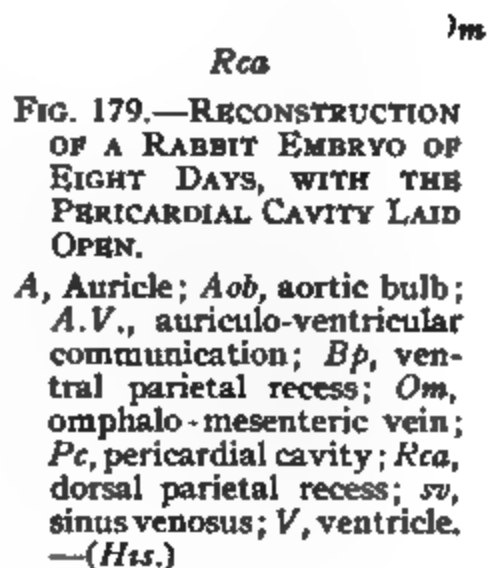 )m
Rca
FIG. 179.—RECONSTRUCTION
OF A RABBIT EMBRYO OF
EIGHT DAYS, WITH THE
PERICARDIAL CAVITY LAID
OPEN.
A, Auricle; Aob, aortic bulb;
A.V., auriculo-ventricular
communication; Bp, ven-
tral parietal recess; Om,
omphalo-mesenteric vein;
Pc, pericardial cavity; Rca,
dorsal parietal recess; sv,
sinus venosus; V, ventricle.
—(His.)